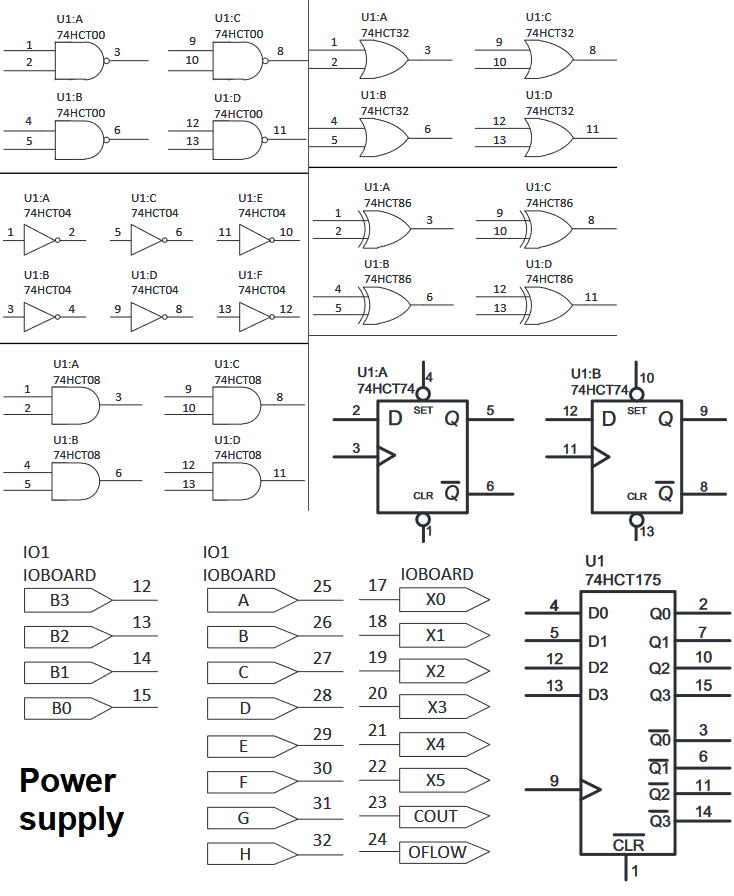 U1:A
74HCT00
1
2
3
U1:C
74HCT00
9
10
8
U1:B
74HCT00
4
5
6
U1:D
74HCT00
12
13
11
U1:A
74HCT32
1
2
3
U1:C
74HCT32
9
10
8
U1:B
74HCT32
4
5
6
U1:D
74HCT32
12
13
11
U1:A
74HCT04
1
2
U1:C
74HCT04
5
6
U1:E
74HCT04
11
10
U1:B
74HCT04
3
4
U1:D
74HCT04
9
8
U1:F
74HCT04
13
12
U1:A
74HCT86
1
2
3
U1:C
74HCT86
9
10
8
U1:B
74HCT86
4
5
6
U1:D
74HCT86
12
13
11
U1:A
74HCT08
1
2
3
U1:C
74HCT08
9
10
8
U1:B
74HCT08
4
5
6
U1:D
74HCT08
12
13
11
U1:A
74HCT74
4
2 D SET Q 5
3
CLR Q 6
1
U1:B
74HCT74
10
12 D SET Q 9
11
CLR Q 8
13
IO1
IOBOARD
B3 12
B2 13
B1 14
B0 15
IO1
IOBOARD
A 25
B 26
C 27
D 28
E 29
F 30
G 31
H 32
IOBOARD
17 X0
18 X1
19 X2
20 X3
21 X4
22 X5
23 COUT
24 OFLOW
U1
74HCT175
4 D0 Q0 2
5 D1 Q1 7
12 D2 Q2 10
13 D3 Q3 15
Q0 3
Q1 6
9 Q2 11
Q3 14
CLR
1
Power
supply